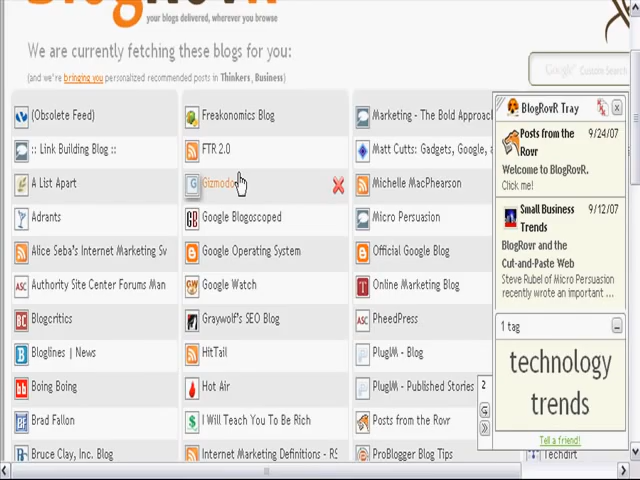 BlogRovR
your blogs delivered, wherever you browse
We are currently fetching these blogs for you:
(and we're bringing you personalized recommended posts in Thinkers, Business)
Google Custom Search
(Obsolete Feed)
Freakonomics Blog
Marketing - The Bold Approac
:: Link Building Blog ::
FTR 2.0
Matt Cutts: Gadgets, Google, a
A List Apart
Gizmodo
Michelle MacPhearson
Adrants
Google Blogoscoped
Micro Persuasion
Alice Seba's Internet Marketing Sv
Google Operating System
Official Google Blog
Authority Site Center Forums Man
Google Watch
Online Marketing Blog
Blogcritics
Graywolf's SEO Blog
PheedPress
Bloglines | News
HitTail
PlugIM - Blog
Boing Boing
Hot Air
PlugIM - Published Stories
Brad Fallon
I Will Teach You To Be Rich
Posts from the Rovr
Bruce Clay, Inc. Blog
Internet Marketing Definitions - RS
ProBlogger Blog Tips
Techdirt
BlogRovR Tray
Posts from the Rovr
9/24/07
Welcome to BlogRovR.
Click me!
Small Business Trends
9/12/07
BlogRovR and the
Cut-and-Paste Web
Steve Rubel of Micro Persuasion
recently wrote an important ...
1 tag
technology
trends
2
Tell a friend!